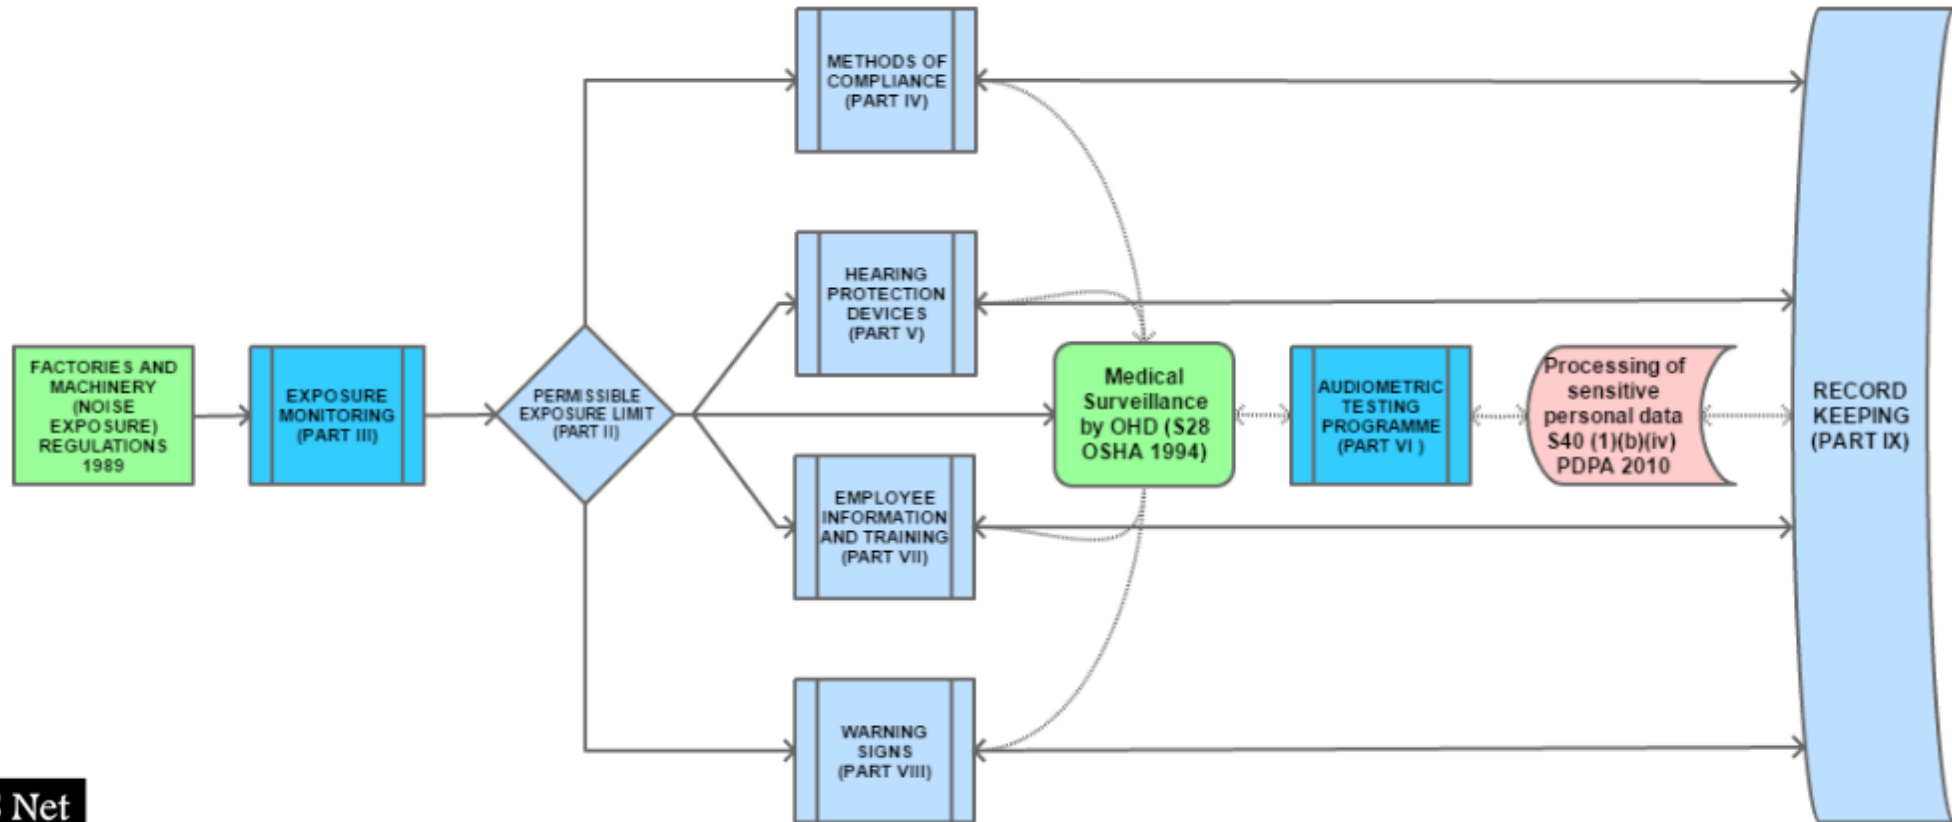 FACTORIES AND
MACHINERY
(NOISE
EXPOSURE)
REGULATIONS
1989
EXPOSURE
MONITORING
(PART III)
PERMISSIBLE
EXPOSURE LIMIT
(PART II)
METHODS OF
COMPLIANCE
(PART IV)
HEARING
PROTECTION
DEVICES
(PART V)
EMPLOYEE
INFORMATION
AND TRAINING
(PART VII)
WARNING
SIGNS
(PART VIII)
Medical
Surveillance
by OHD (S28
OSHA 1994)
AUDIOMETRIC
TESTING
PROGRAMME
(PART VI )
Processing of
sensitive
personal data
S40 (1)(b)(iv)
PDPA 2010
RECORD
KEEPING
(PART IX)
Net